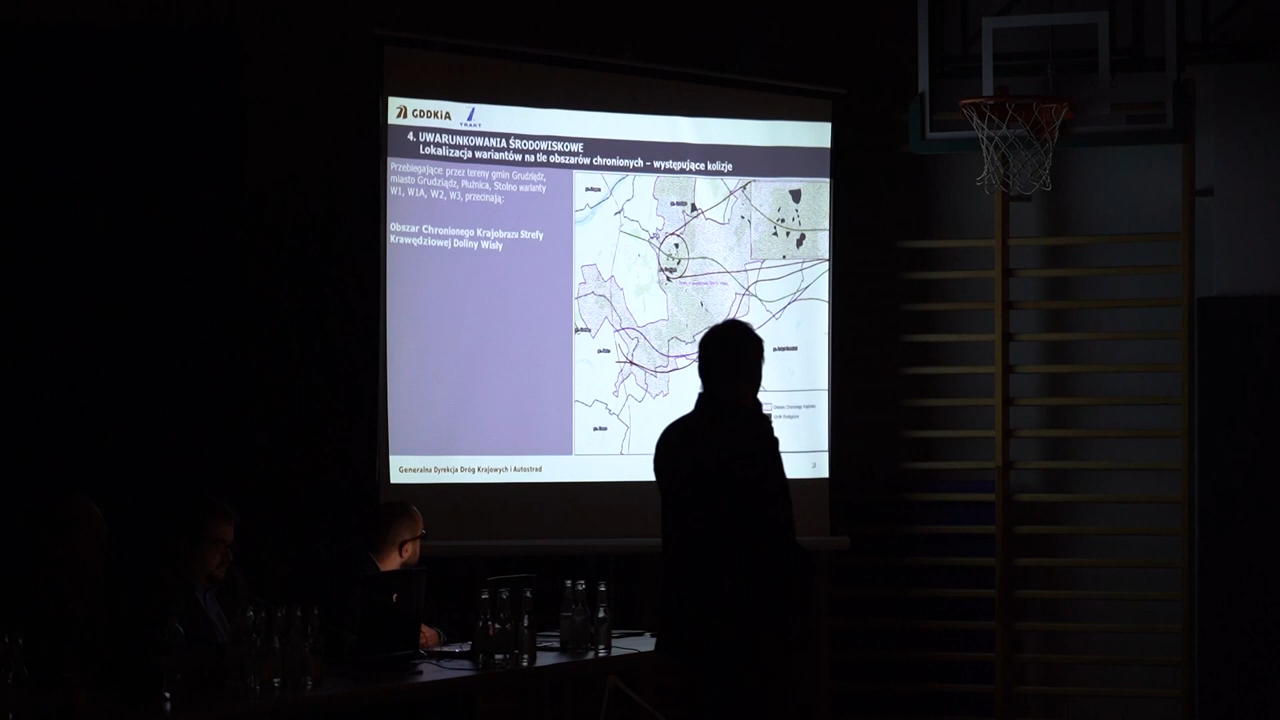 GDDKiA
TRAKT
4. UWARUNKOWANIA ŚRODOWISKOWE
Lokalizacja wariantów na tle obszarów chronionych – występujące kolizje
Przebiegające przez tereny gmin Grudziądz,
miasto Grudziądz, Płużnica, Stolno warianty
W1, W1A, W2, W3, przecinają:
Obszar Chronionego Krajobrazu Strefy
Krawędziowej Doliny Wisły
Generalna Dyrekcja Dróg Krajowych i Autostrad